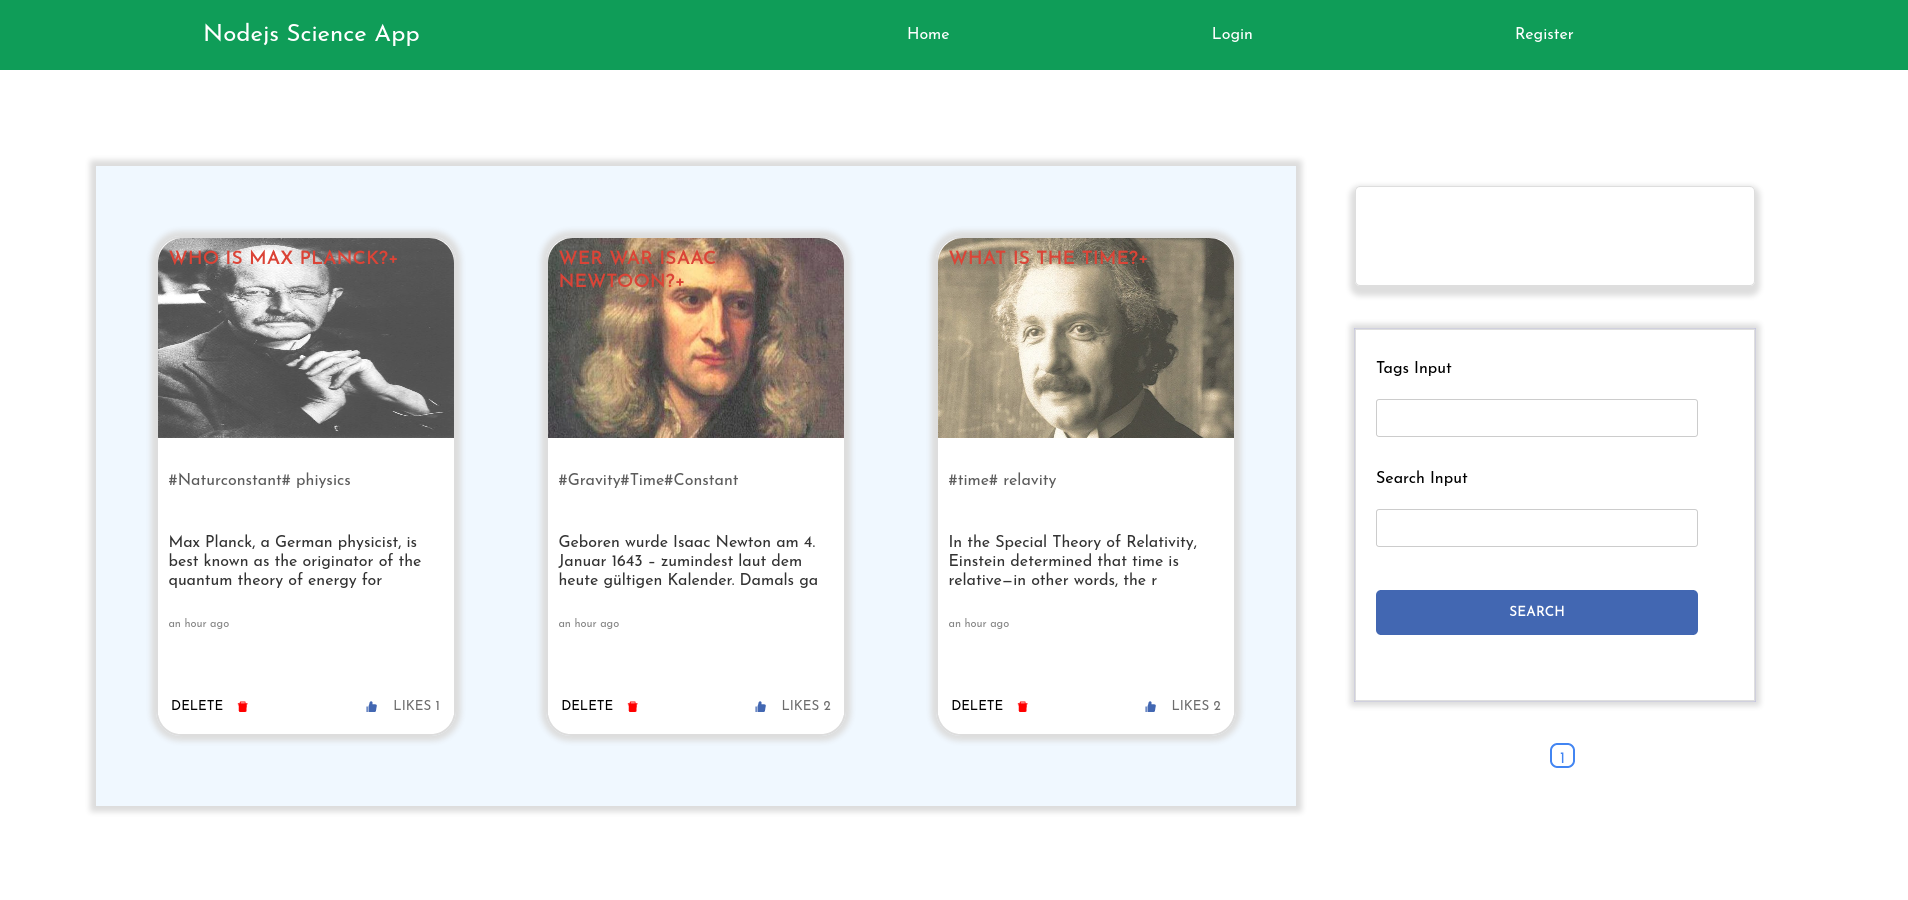 Nodejs Science App
Home
Login
Register
WHO IS MAX PLANCK?+
#Naturconstant# phiysics
Max Planck, a German physicist, is
best known as the originator of the
quantum theory of energy for
an hour ago
DELETE
LIKES 1
WER WAR ISAAC
NEWTOON?+
#Gravity#Time#Constant
Geboren wurde Isaac Newton am 4.
Januar 1643 – zumindest laut dem
heute gültigen Kalender. Damals ga
an hour ago
DELETE
LIKES 2
WHAT IS THE TIME?+
#time# relavity
In the Special Theory of Relativity,
Einstein determined that time is
relative—in other words, the r
an hour ago
DELETE
LIKES 2
Tags Input
Search Input
SEARCH
1